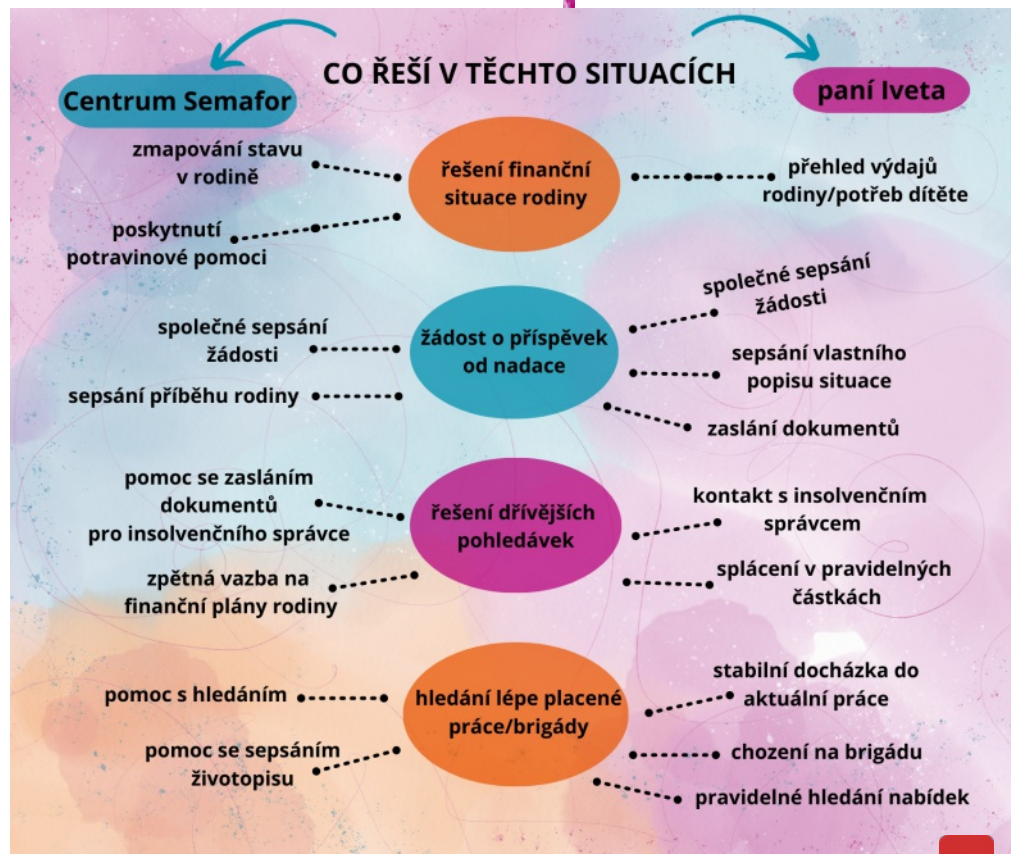 CO ŘEŠÍ V TĚCHTO SITUACÍCH
Centrum Semafor
paní Iveta
řešení finanční
situace rodiny
zmapování stavu
v rodině
poskytnutí
potravinové pomoci
přehled výdajů
rodiny/potřeb dítěte
žádost o příspěvek
od nadace
společné sepsání
žádosti
sepsání příběhu rodiny
společné sepsání
žádosti
sepsání vlastního
popisu situace
zaslání dokumentů
řešení dřívějších
pohledávek
pomoc se zasláním
dokumentů
pro insolvenčního správce
zpětná vazba na
finanční plány rodiny
kontakt s insolvenčním
správcem
splácení v pravidelných
částkách
hledání lépe placené
práce/brigády
pomoc s hledáním
pomoc se sepsáním
životopisu
stabilní docházka do
aktuální práce
chození na brigádu
pravidelné hledání nabídek